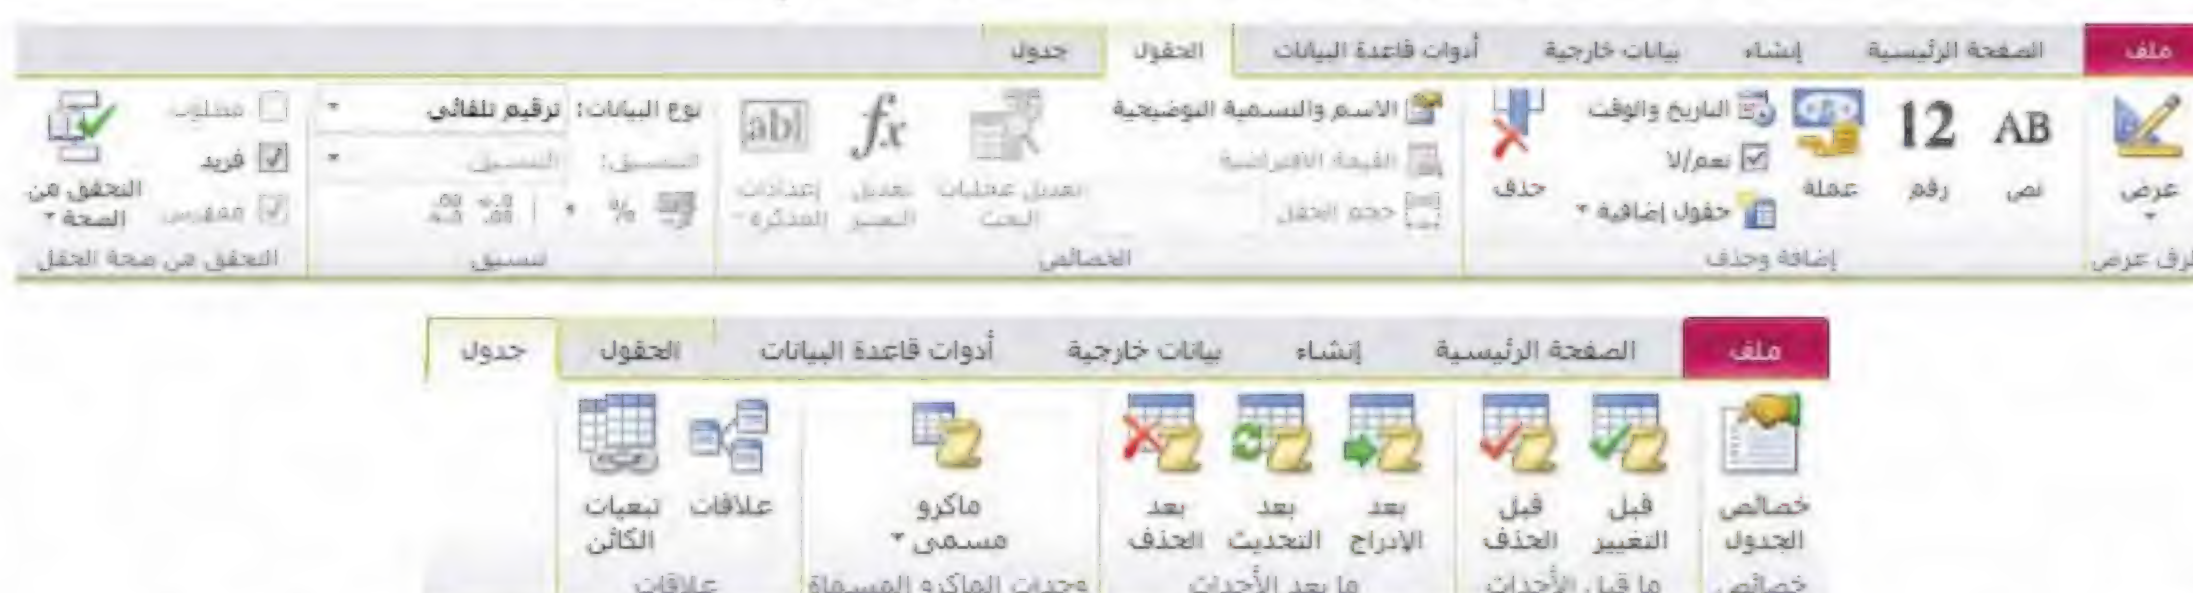 ملف الصفحة الرئيسية إنشاء بيانات خارجية أدوات قاعدة البيانات الحقول جدول
عرض
AB نص
12 رقم
عملة
التاريخ والوقت
نعم/لا
حقول إضافية
حذف
الاسم والتسمية التوضيحية
القيمة الافتراضية
حجم الحقل
تعديل عمليات البحث
fx تعديل التعبير
ab إعدادات المذكرة
نوع البيانات: ترقيم تلقائي
التنسيق: التنسيق
%
مطلوب
فريد
مفهرس
التحقق من الصحة
عرض إضافة وحذف الخصائص تنسيق التحقق من صحة الحقل
ملف الصفحة الرئيسية إنشاء بيانات خارجية أدوات قاعدة البيانات الحقول جدول
خصائص الجدول
قبل التغيير
قبل الحذف
بعد الإدراج
بعد التحديث
بعد الحذف
ماكرو مسمى
علاقات
تبعيات الكائن
خصائص ما قبل الأحداث ما بعد الأحداث وحدات الماكرو المسماة علاقات